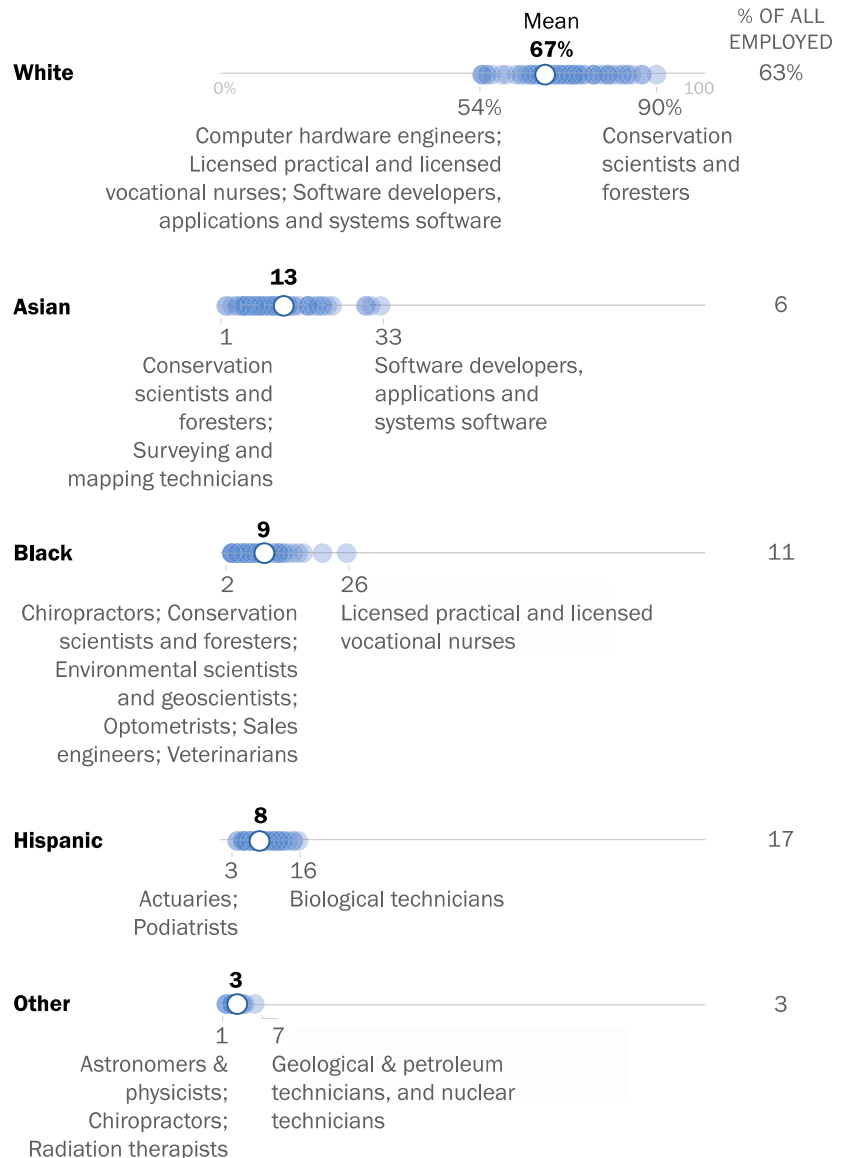 Mean
% OF ALL
EMPLOYED
67%
White
63%
0%
100
54%
90%
Computer hardware engineers;
Licensed practical and licensed
vocational nurses; Software developers,
applications and systems software
Conservation
scientists and
foresters
13
Asian
6
1
33
Conservation
scientists and
foresters;
Surveying and
mapping technicians
Software developers,
applications and
systems software
9
Black
11
2
26
Chiropractors; Conservation
scientists and foresters;
Environmental scientists
and geoscientists;
Optometrists; Sales
engineers; Veterinarians
Licensed practical and licensed
vocational nurses
8
Hispanic
17
3
16
Actuaries;
Podiatrists
Biological technicians
3
Other
3
1
7
Astronomers &
physicists;
Chiropractors;
Radiation therapists
Geological & petroleum
technicians, and nuclear
technicians